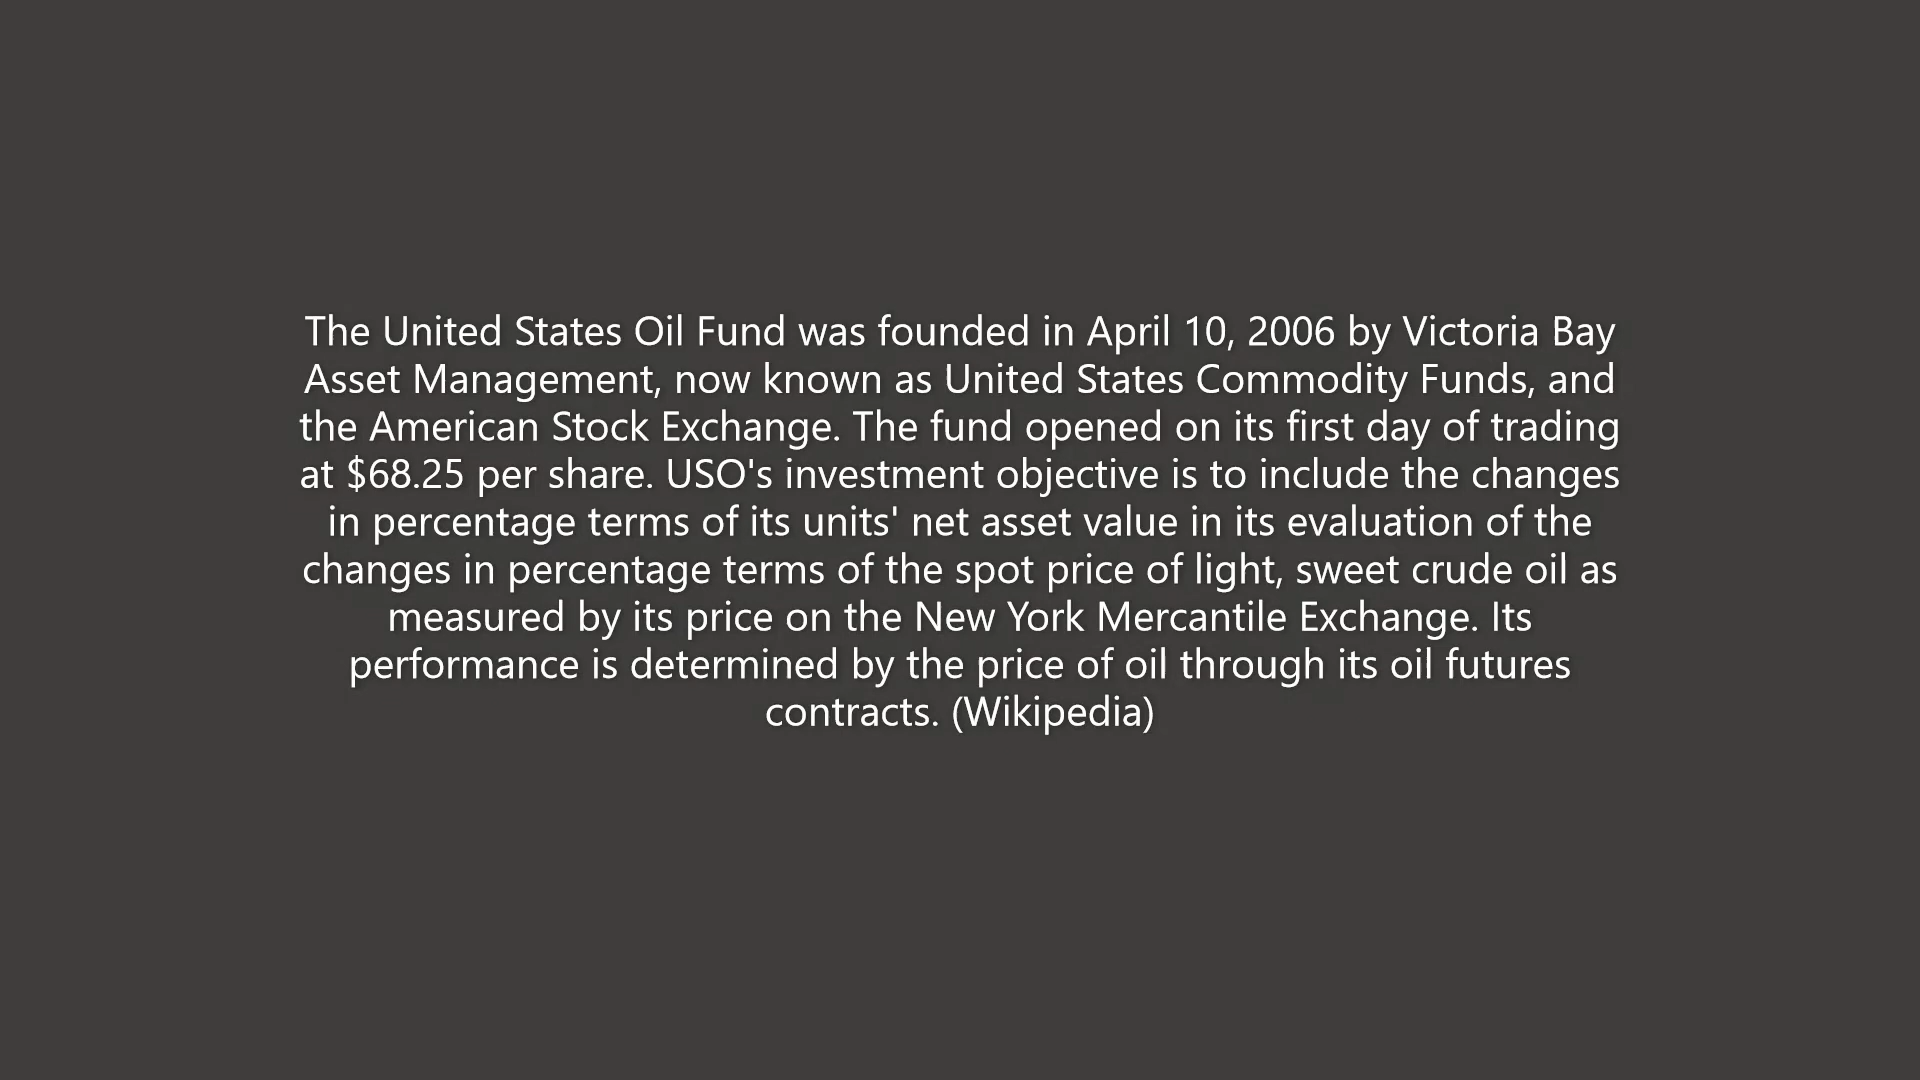 The United States Oil Fund was founded in April 10, 2006 by Victoria Bay
Asset Management, now known as United States Commodity Funds, and
the American Stock Exchange. The fund opened on its first day of trading
at $68.25 per share. USO's investment objective is to include the changes
in percentage terms of its units' net asset value in its evaluation of the
changes in percentage terms of the spot price of light, sweet crude oil as
measured by its price on the New York Mercantile Exchange. Its
performance is determined by the price of oil through its oil futures
contracts. (Wikipedia)